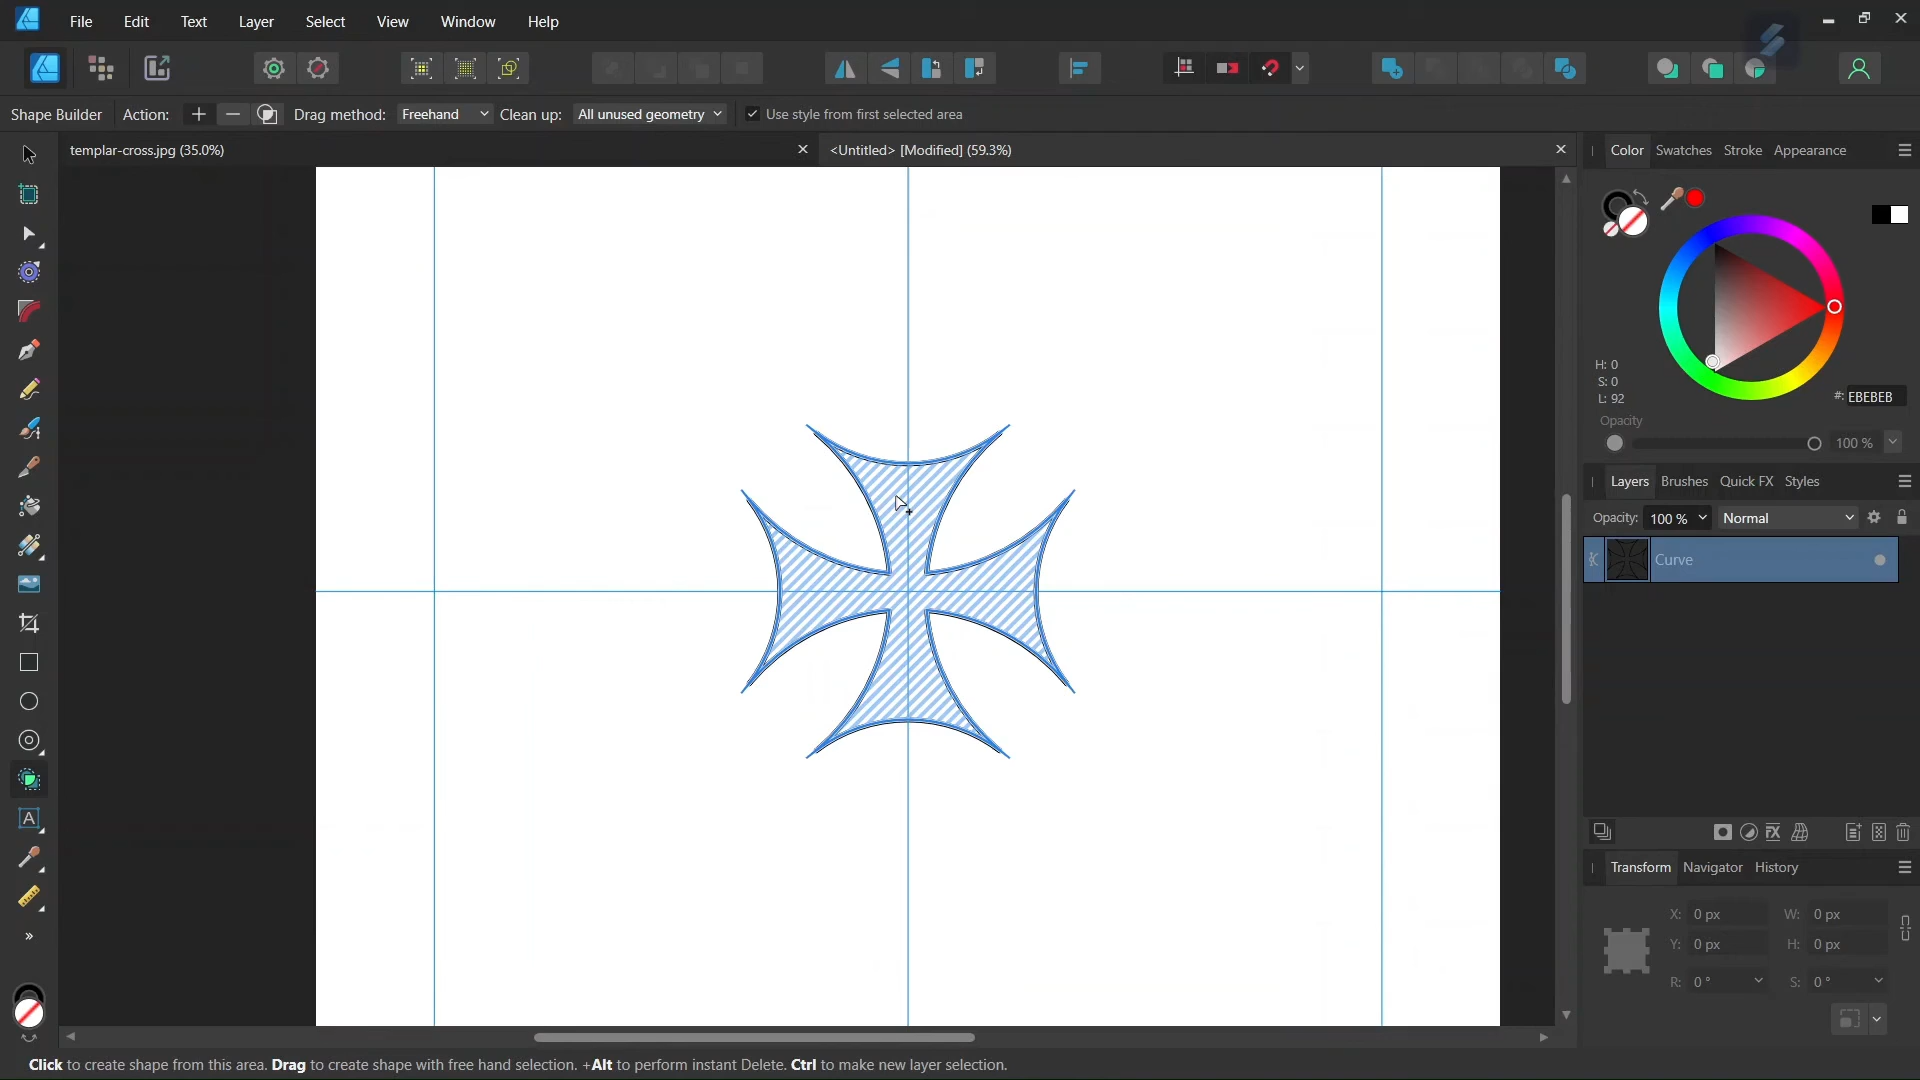 File Edit Text Layer Select View Window Help
Shape Builder Action: Drag method: Freehand Clean up: All unused geometry Use style from first selected area
templar-cross.jpg (35.0%) <Untitled> [Modified] (59.3%)
Color Swatches Stroke Appearance
H: 0
S: 0
L: 92
#: EBEBEB
Opacity
100 %
Layers Brushes Quick FX Styles
Opacity: 100 % Normal
Curve
Transform Navigator History
X: 0 px W: 0 px
Y: 0 px H: 0 px
R: 0 ° S: 0 °
Click to create shape from this area. Drag to create shape with free hand selection. +Alt to perform instant Delete. Ctrl to make new layer selection.